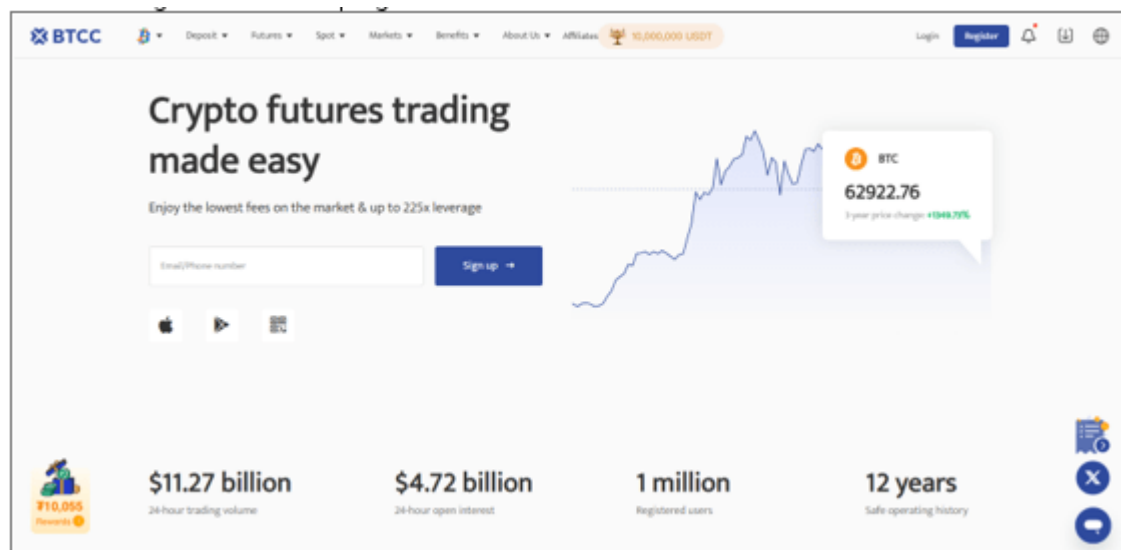 BTCC
Deposit Futures Spot Markets Benefits About Us Affiliates 10,000,000 USDT Login Register
Crypto futures trading
made easy
Enjoy the lowest fees on the market & up to 225x leverage
Email/Phone number
Sign up →
BTC
62922.76
3-year price change: +1349.73%
₮10,055
Rewards
$11.27 billion
24-hour trading volume
$4.72 billion
24-hour open interest
1 million
Registered users
12 years
Safe operating history